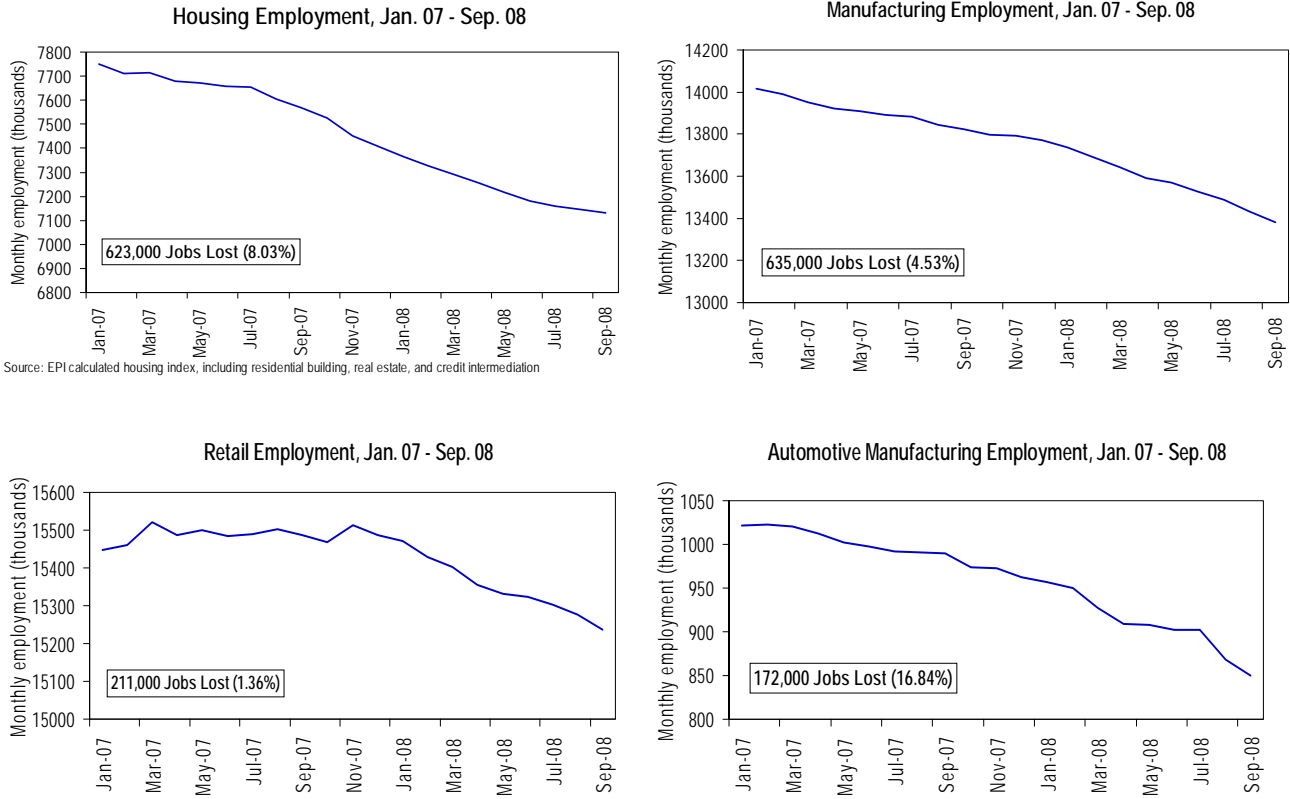 Housing Employment, Jan. 07 - Sep. 08
Monthly employment (thousands)
7800
7700
7600
7500
7400
7300
7200
7100
7000
6900
6800
623,000 Jobs Lost (8.03%)
Jan-07
Mar-07
May-07
Jul-07
Sep-07
Nov-07
Jan-08
Mar-08
May-08
Jul-08
Sep-08
Source: EPI calculated housing index, including residential building, real estate, and credit intermediation
Manufacturing Employment, Jan. 07 - Sep. 08
Monthly employment (thousands)
14200
14000
13800
13600
13400
13200
13000
635,000 Jobs Lost (4.53%)
Jan-07
Mar-07
May-07
Jul-07
Sep-07
Nov-07
Jan-08
Mar-08
May-08
Jul-08
Sep-08
Retail Employment, Jan. 07 - Sep. 08
Monthly employment (thousands)
15600
15500
15400
15300
15200
15100
15000
211,000 Jobs Lost (1.36%)
Jan-07
Mar-07
May-07
Jul-07
Sep-07
Nov-07
Jan-08
Mar-08
May-08
Jul-08
Sep-08
Automotive Manufacturing Employment, Jan. 07 - Sep. 08
Monthly employment (thousands)
1050
1000
950
900
850
800
172,000 Jobs Lost (16.84%)
Jan-07
Mar-07
May-07
Jul-07
Sep-07
Nov-07
Jan-08
Mar-08
May-08
Jul-08
Sep-08